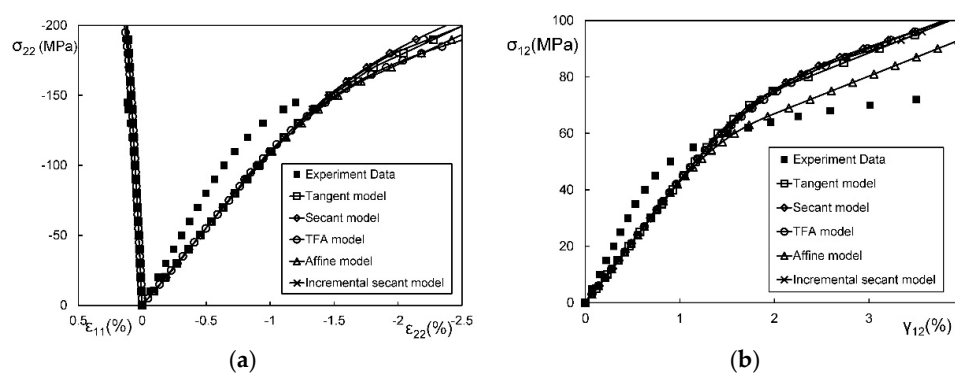 -200
σ22 (MPa)
-150
-100
-50
0
Experiment Data
Tangent model
Secant model
TFA model
Affine model
Incremental secant model
0.5 0 -0.5 -1 -1.5 -2 -2.5
ε11(%) ε22(%)
(a)
100
σ12(MPa)
80
60
40
20
0
Experiment Data
Tangent model
Secant model
TFA model
Affine model
Incremental secant model
0 1 2 3
γ12(%)
(b)